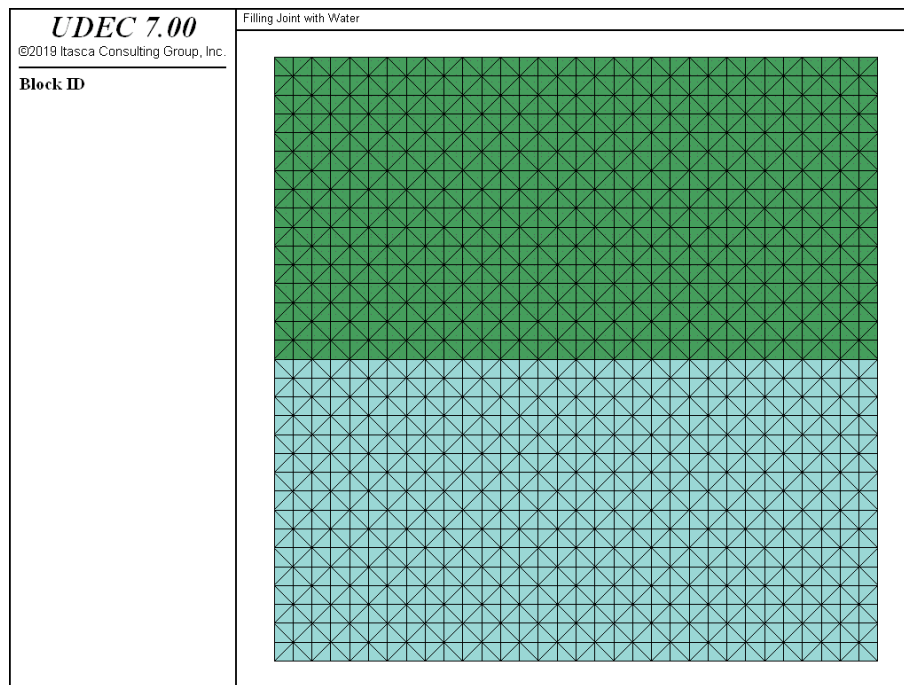 UDEC 7.00
©2019 Itasca Consulting Group, Inc.
Block ID
Filling Joint with Water